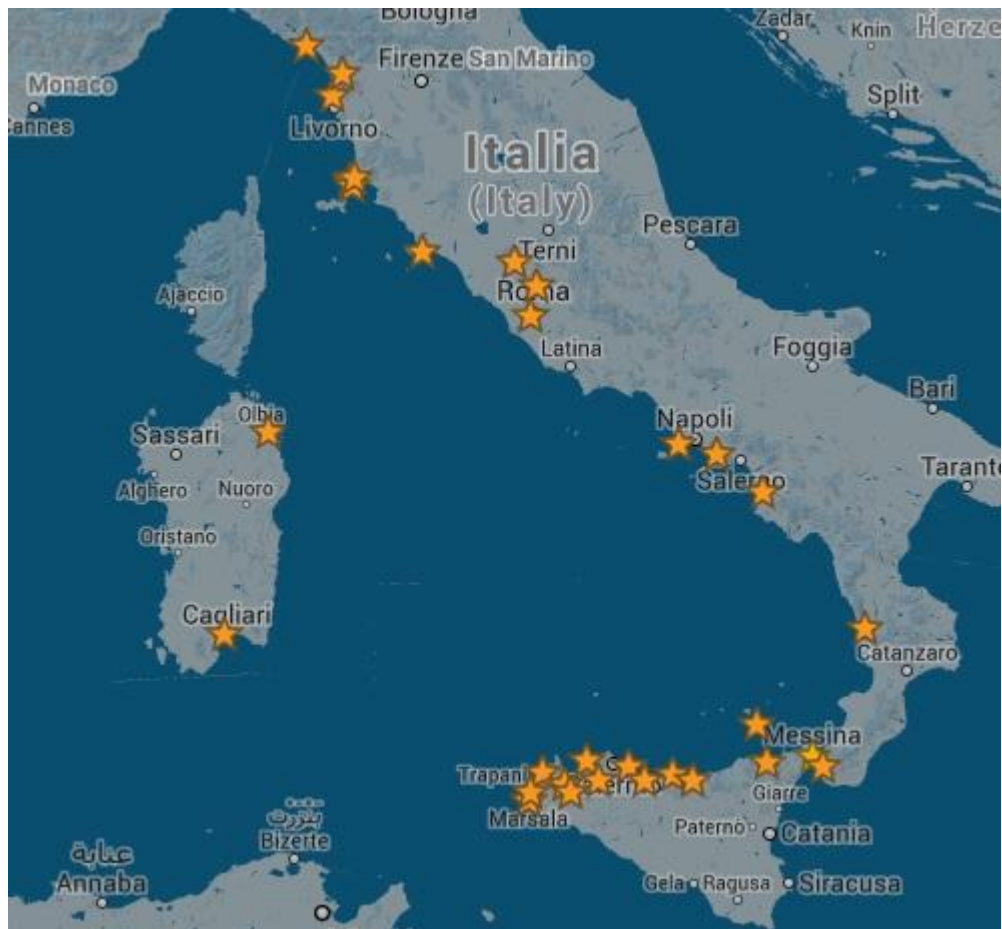 Bologna
Zadar
Knin
Herze
Firenze
San Marino
Monaco
Cannes
Split
Livorno
Italia
(Italy)
Pescara
Terni
Ajaccio
Roma
Latina
Foggia
Olbia
Bari
Sassari
Napoli
Alghero
Nuoro
Salerno
Tarant
Oristano
Cagliari
Catanzaro
Messina
Trapani
Giarre
Marsala
Paternò
Catania
بنزرت
Bizerte
عنابة
Annaba
Gela
Ragusa
Siracusa